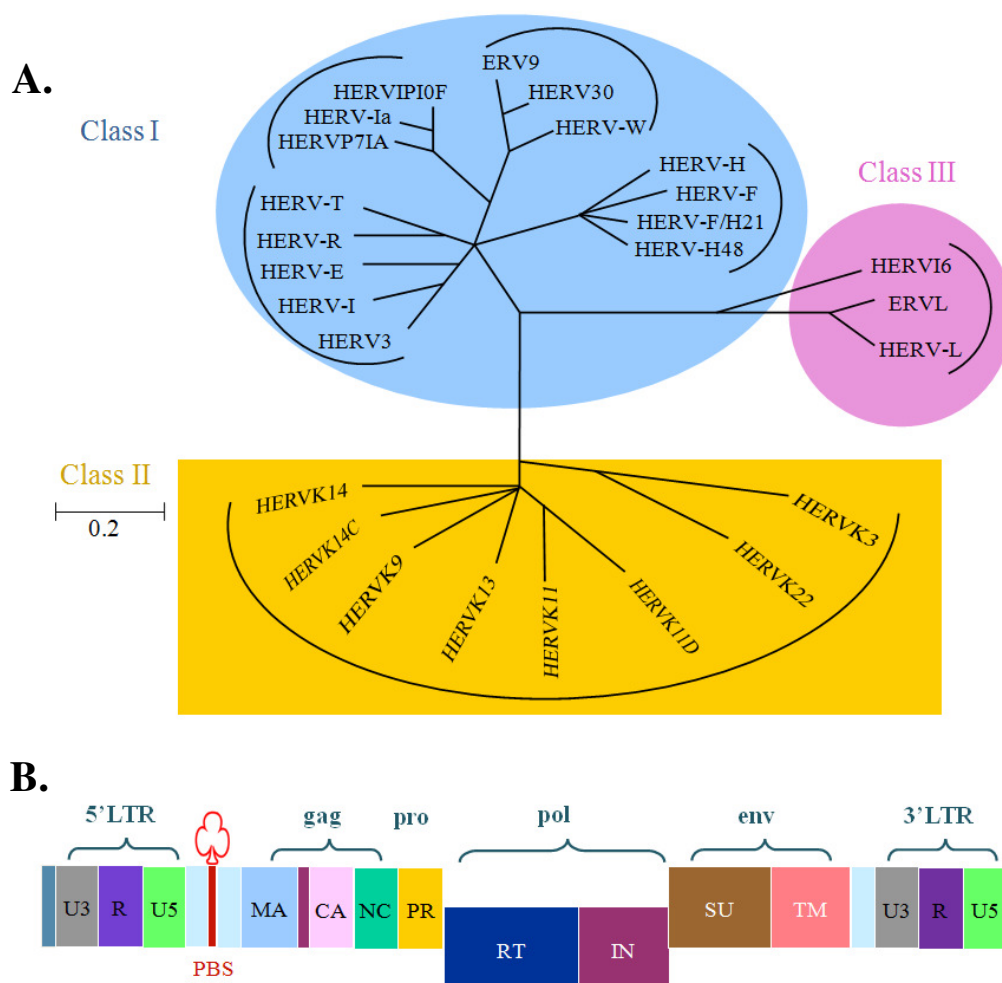 A.
Class I
ERV9
HERVIPI0F
HERV30
HERV-Ia
HERV-W
HERVP7IA
HERV-H
HERV-F
HERV-F/H21
HERV-H48
HERV-T
HERV-R
HERV-E
HERV-I
HERV3
Class III
HERVI6
ERVL
HERV-L
Class II
0.2
HERVK14
HERVK14C
HERVK9
HERVK13
HERVK11
HERVK11D
HERVK22
HERVK3
B.
5’LTR gag pro pol env 3’LTR
U3 R U5 MA CA NC PR SU TM U3 R U5
RT IN
PBS